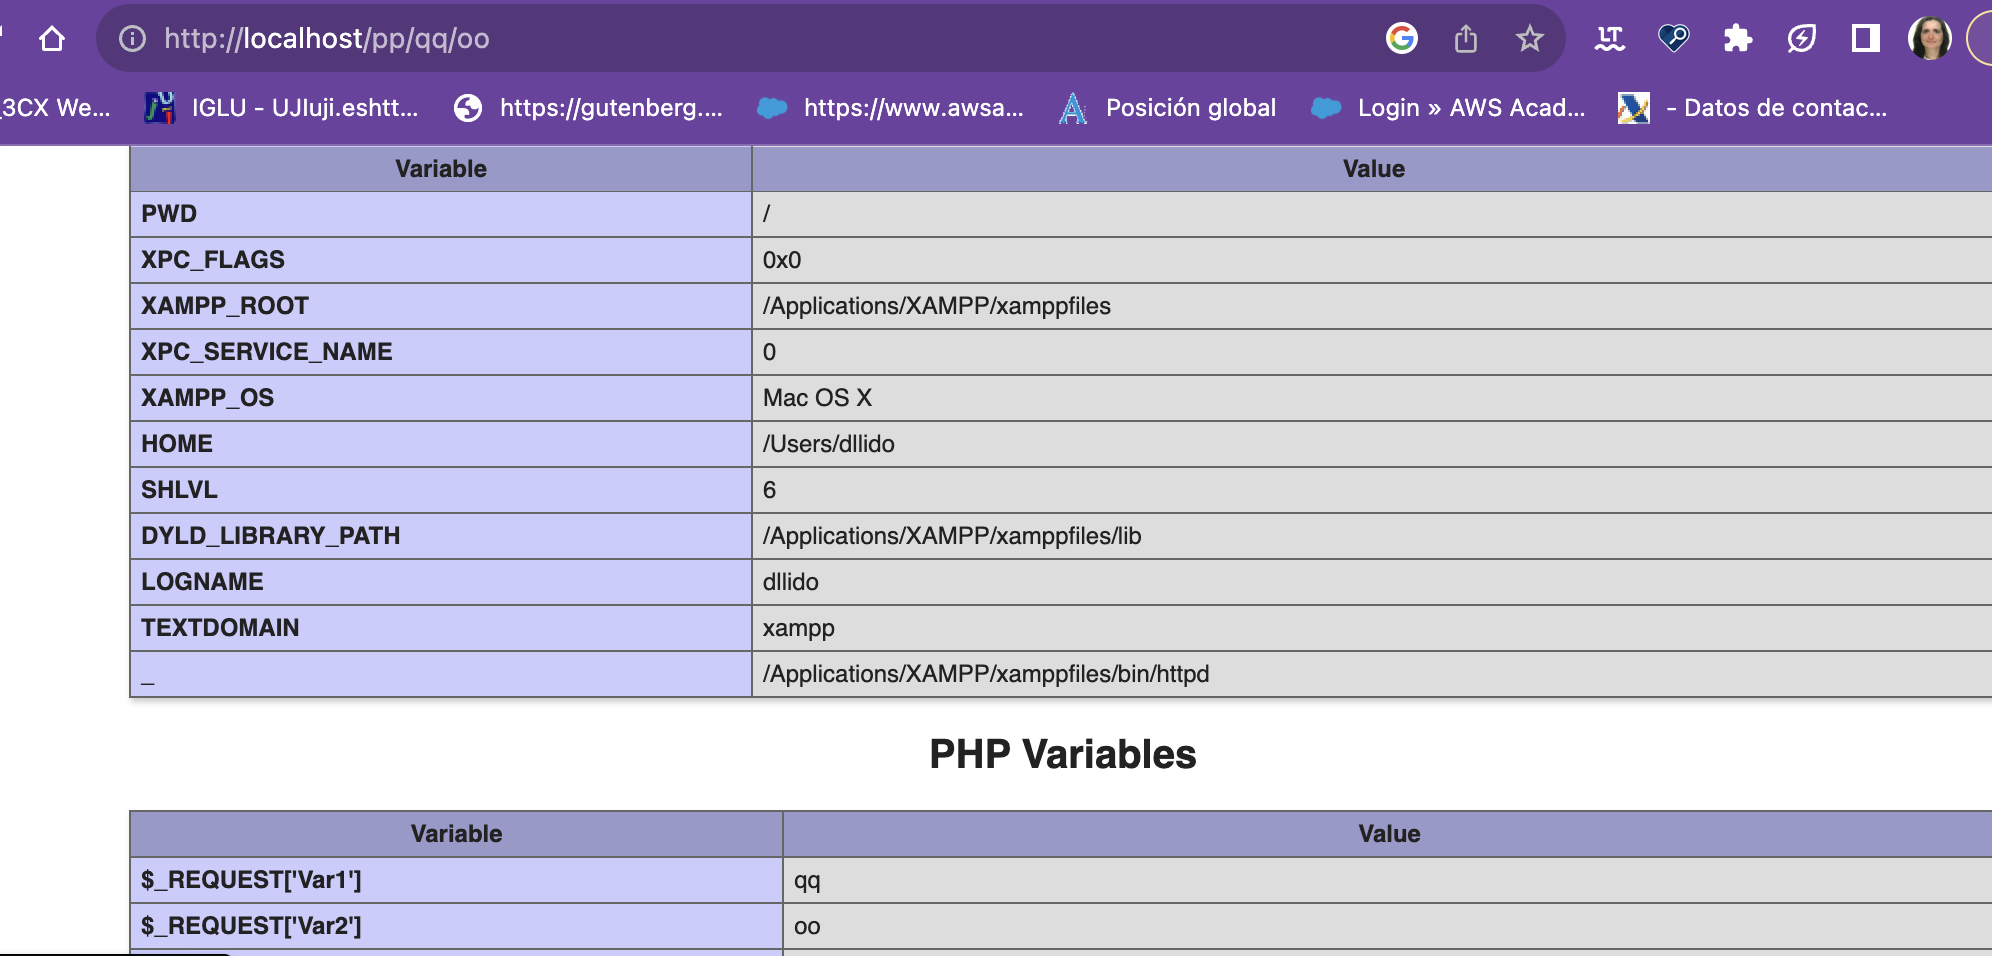 http://localhost/pp/qq/oo
LT
_3CX We... IGLU - UJIuji.eshtt... https://gutenberg.... https://www.awsa... Posición global Login » AWS Acad... - Datos de contac...
Variable Value
PWD /
XPC_FLAGS 0x0
XAMPP_ROOT /Applications/XAMPP/xamppfiles
XPC_SERVICE_NAME 0
XAMPP_OS Mac OS X
HOME /Users/dllido
SHLVL 6
DYLD_LIBRARY_PATH /Applications/XAMPP/xamppfiles/lib
LOGNAME dllido
TEXTDOMAIN xampp
_ /Applications/XAMPP/xamppfiles/bin/httpd
PHP Variables
Variable Value
$_REQUEST['Var1'] qq
$_REQUEST['Var2'] oo